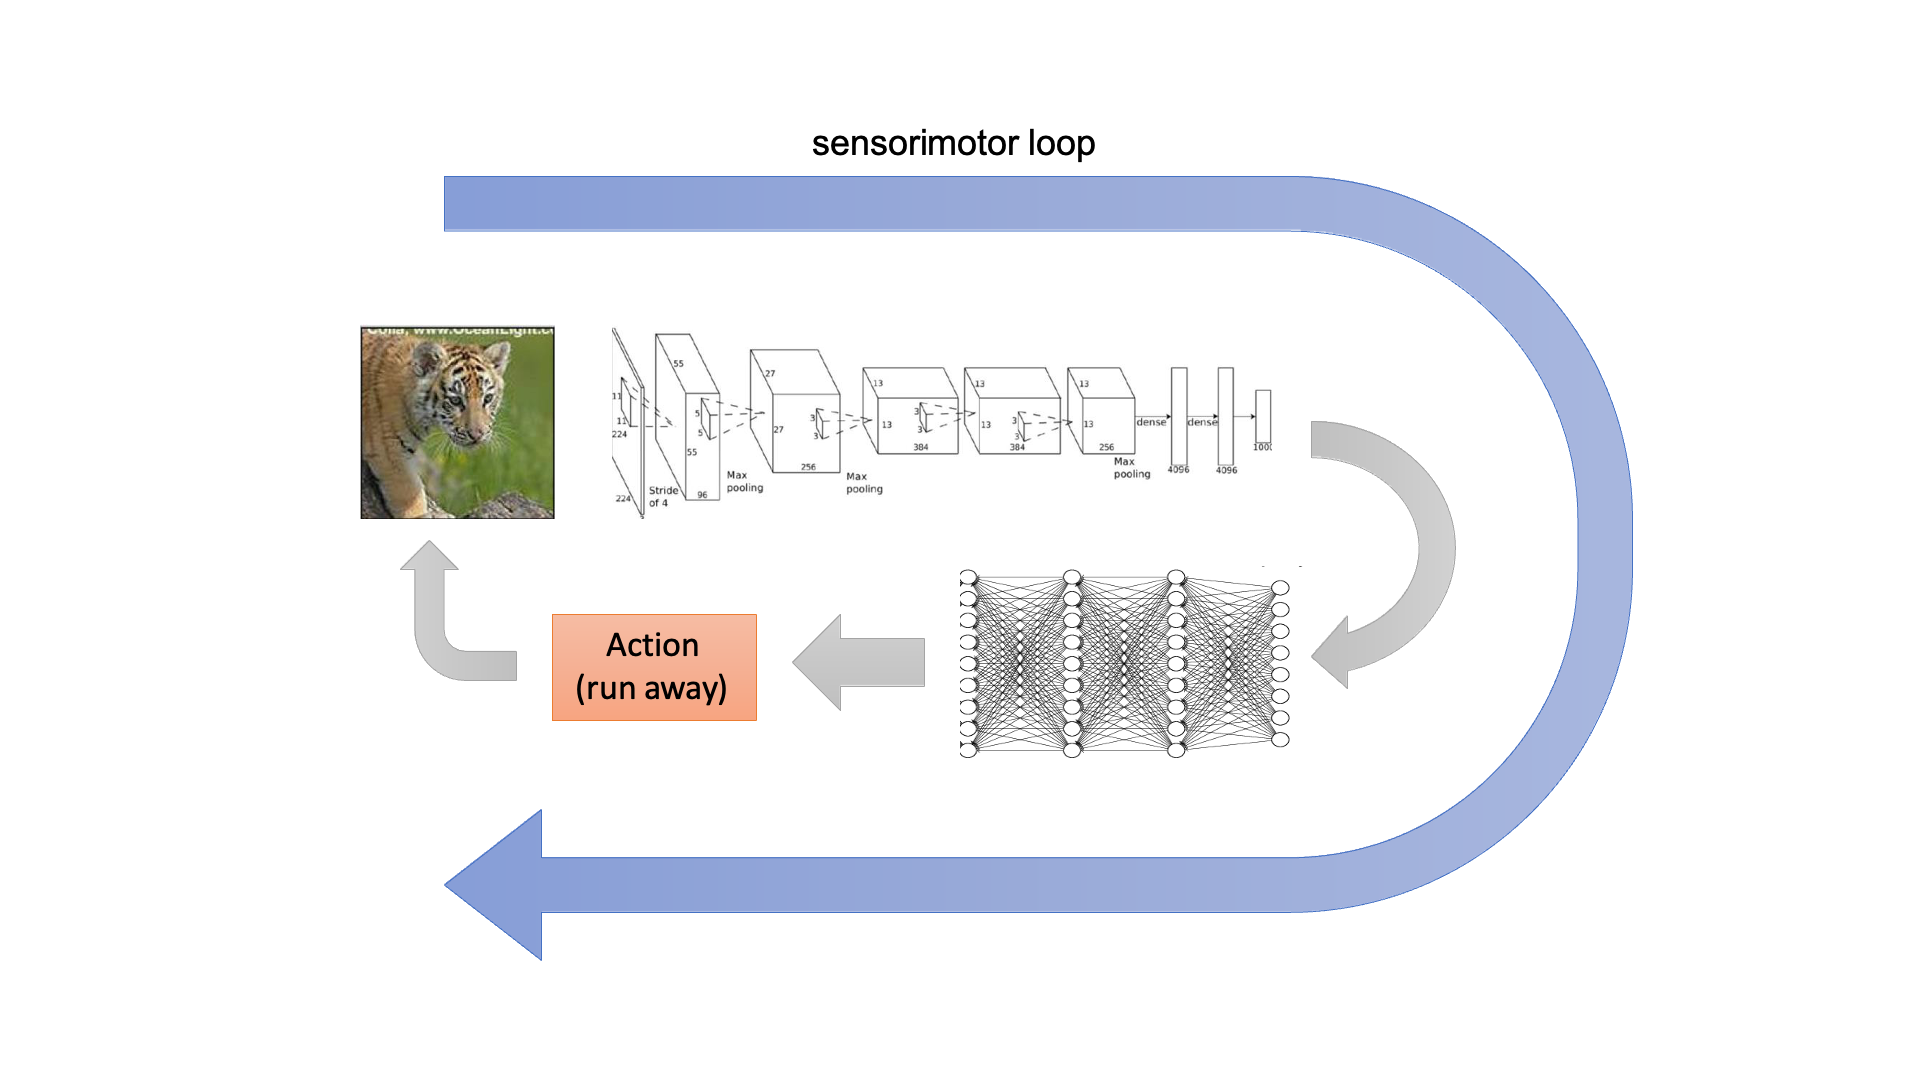 sensorimotor loop
www.OceanLight.c
11
11
224
224
Stride
of 4
55
5
5
55
96
Max
pooling
27
3
3
27
256
Max
pooling
13
3
3
13
384
13
3
3
13
384
13
13
256
Max
pooling
dense
4096
dense
4096
Action
(run away)